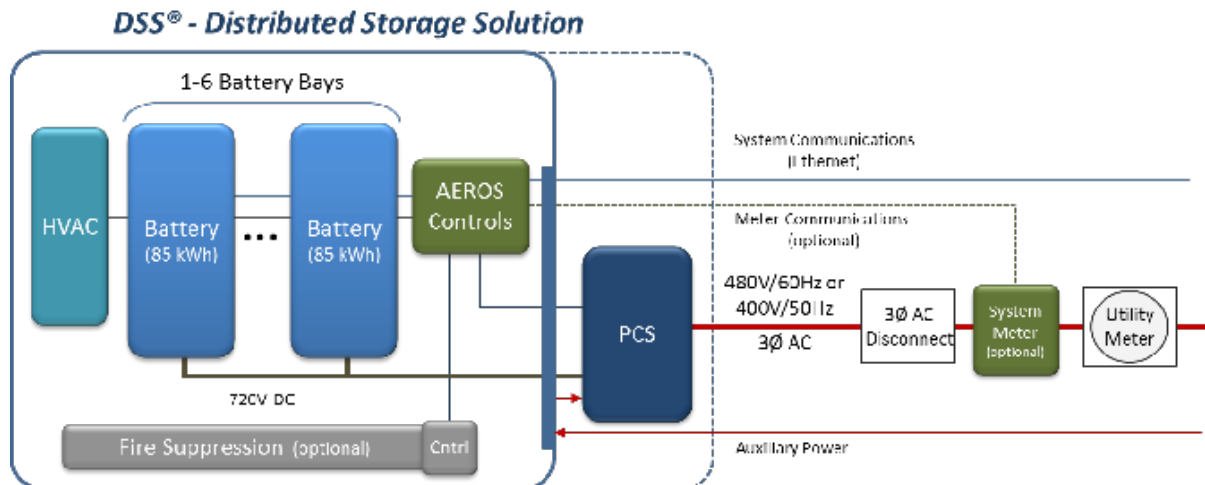 DSS® - Distributed Storage Solution
1-6 Battery Bays
HVAC
Battery
(85 kWh)
...
Battery
(85 kWh)
AEROS
Controls
720V DC
Fire Suppression (optional)
Cntrl
PCS
System Communications
(Ethernet)
Meter Communications
(optional)
480V/60Hz or
400V/50Hz
3Ø AC
3Ø AC
Disconnect
System
Meter
(optional)
Utility
Meter
Auxiliary Power